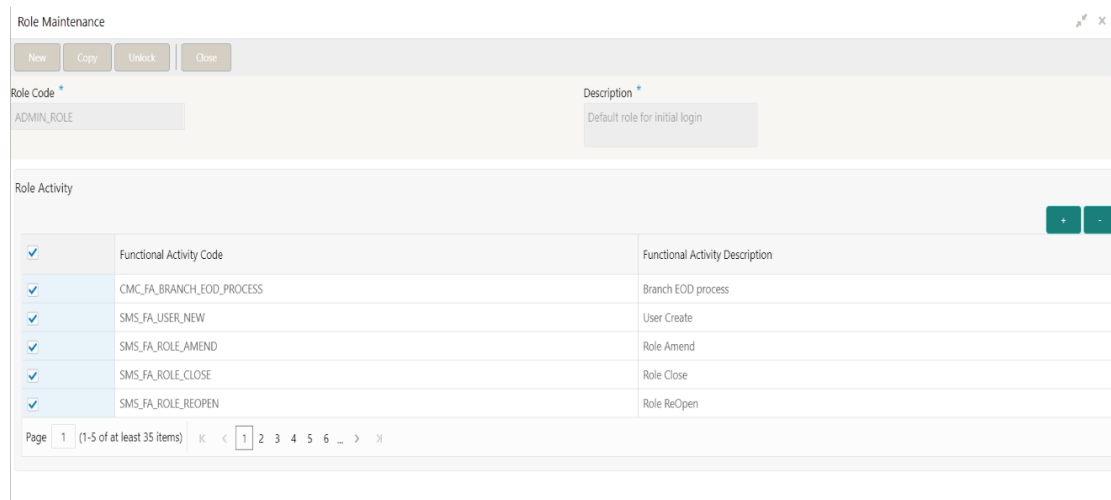 Role Maintenance
New Copy Unlock Close
Role Code * Description *
ADMIN_ROLE Default role for initial login
Role Activity
+ -
Functional Activity Code Functional Activity Description
CMC_FA_BRANCH_EOD_PROCESS Branch EOD process
SMS_FA_USER_NEW User Create
SMS_FA_ROLE_AMEND Role Amend
SMS_FA_ROLE_CLOSE Role Close
SMS_FA_ROLE_REOPEN Role ReOpen
Page 1 (1-5 of at least 35 items) 1 2 3 4 5 6 ...